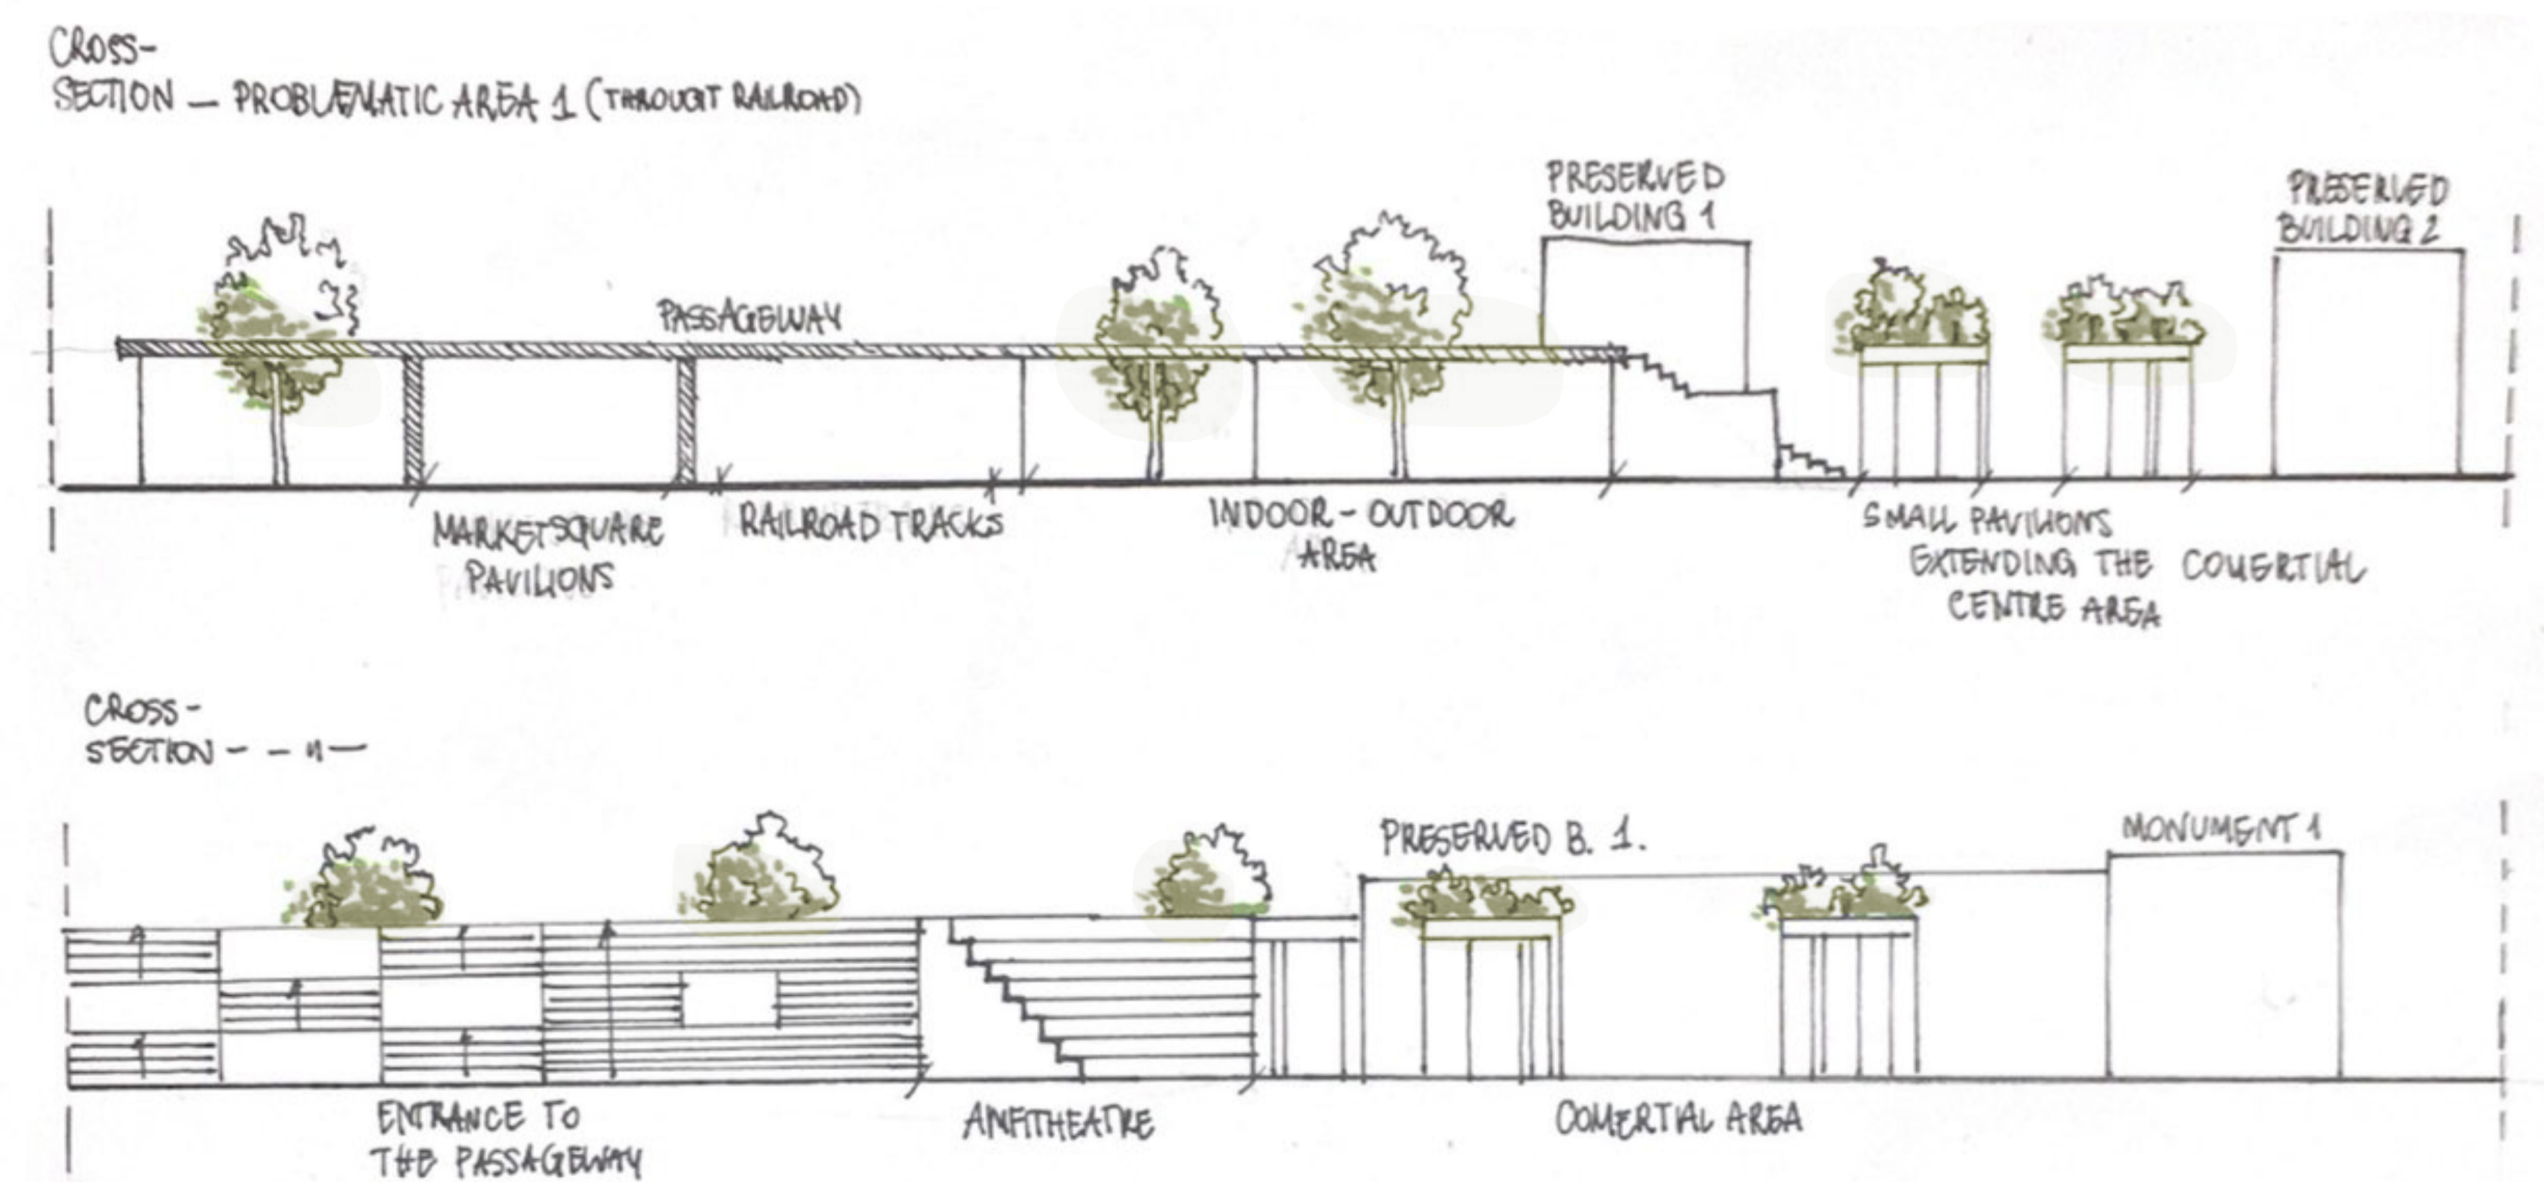 CROSS-
SECTION — PROBLEMATIC AREA 1 (THROUGT RAILROAD)
PRESERVED
BUILDING 1
PRESERVED
BUILDING 2
PASSAGEWAY
MARKETSQUARE
PAVILIONS
RAILROAD TRACKS
INDOOR-OUTDOOR
AREA
SMALL PAVILIONS
EXTENDING THE COMERTIAL
CENTRE AREA
CROSS-
SECTION - - " —
PRESERVED B. 1.
MONUMENT 1
ENTRANCE TO
THE PASSAGEWAY
AMFITHEATRE
COMERTIAL AREA